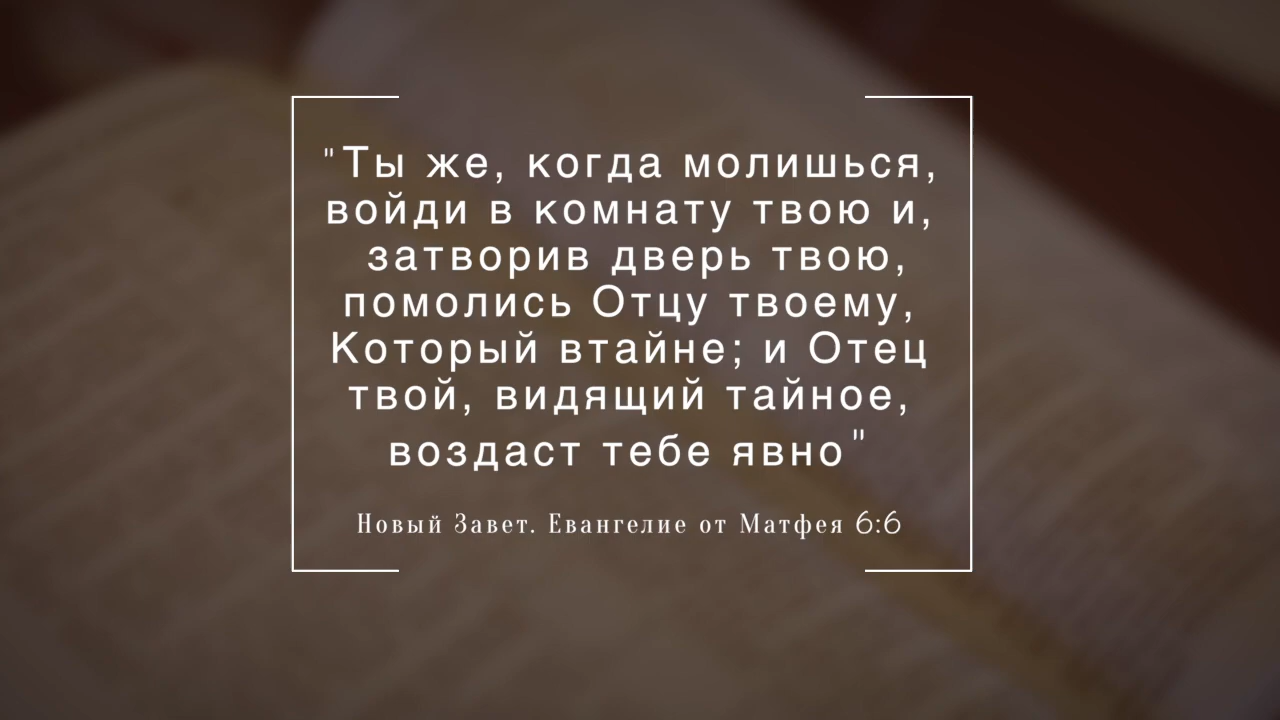 "Ты же, когда молишься,
войди в комнату твою и,
затворив дверь твою,
помолись Отцу твоему,
Который втайне; и Отец
твой, видящий тайное,
воздаст тебе явно"
Новый Завет. Евангелие от Матфея 6:6